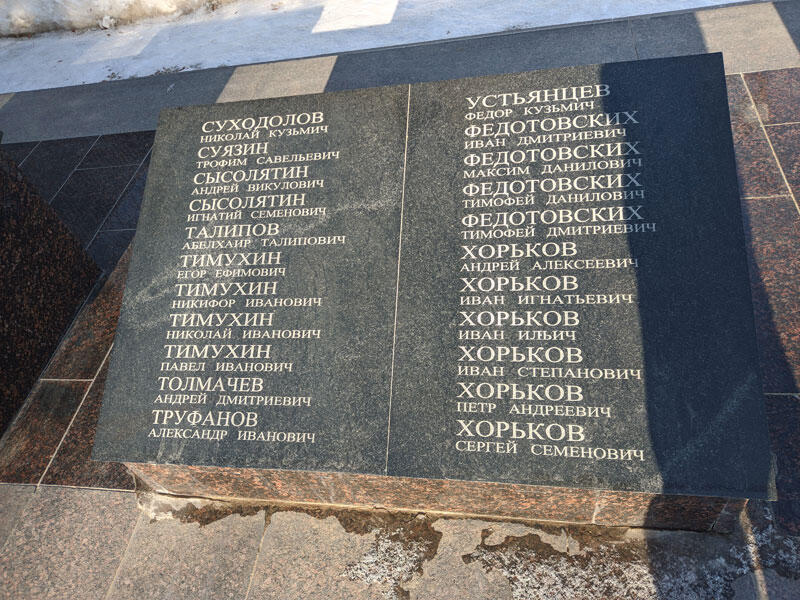 СУХОДОЛОВ
НИКОЛАЙ КУЗЬМИЧ
СУЯЗИН
ТРОФИМ САВЕЛЬЕВИЧ
СЫСОЛЯТИН
АНДРЕЙ ВИКУЛОВИЧ
СЫСОЛЯТИН
ИГНАТИЙ СЕМЕНОВИЧ
ТАЛИПОВ
АБЕЛХАИР ТАЛИПОВИЧ
ТИМУХИН
ЕГОР ЕФИМОВИЧ
ТИМУХИН
НИКИФОР ИВАНОВИЧ
ТИМУХИН
НИКОЛАЙ ИВАНОВИЧ
ТИМУХИН
ПАВЕЛ ИВАНОВИЧ
ТОЛМАЧЕВ
АНДРЕЙ ДМИТРИЕВИЧ
ТРУФАНОВ
АЛЕКСАНДР ИВАНОВИЧ
УСТЬЯНЦЕВ
ФЕДОР КУЗЬМИЧ
ФЕДОТОВСКИХ
ИВАН ДМИТРИЕВИЧ
ФЕДОТОВСКИХ
МАКСИМ ДАНИЛОВИЧ
ФЕДОТОВСКИХ
ТИМОФЕЙ ДАНИЛОВИЧ
ФЕДОТОВСКИХ
ТИМОФЕЙ ДМИТРИЕВИЧ
ХОРЬКОВ
АНДРЕЙ АЛЕКСЕЕВИЧ
ХОРЬКОВ
ИВАН ИГНАТЬЕВИЧ
ХОРЬКОВ
ИВАН ИЛЬИЧ
ХОРЬКОВ
ИВАН СТЕПАНОВИЧ
ХОРЬКОВ
ПЕТР АНДРЕЕВИЧ
ХОРЬКОВ
СЕРГЕЙ СЕМЕНОВИЧ